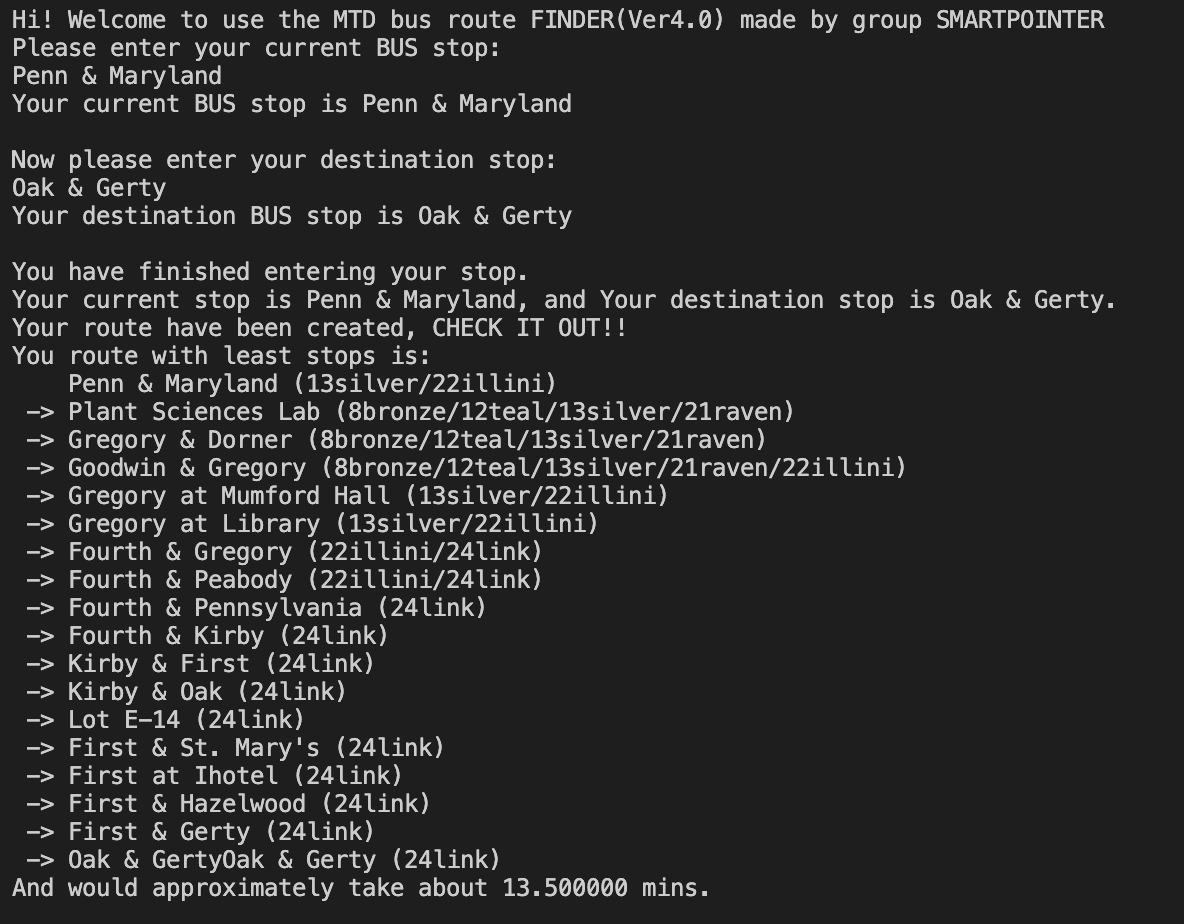 Hi! Welcome to use the MTD bus route FINDER(Ver4.0) made by group SMARTPOINTER
Please enter your current BUS stop:
Penn & Maryland
Your current BUS stop is Penn & Maryland

Now please enter your destination stop:
Oak & Gerty
Your destination BUS stop is Oak & Gerty

You have finished entering your stop.
Your current stop is Penn & Maryland, and Your destination stop is Oak & Gerty.
Your route have been created, CHECK IT OUT!!
You route with least stops is:
    Penn & Maryland (13silver/22illini)
 —> Plant Sciences Lab (8bronze/12teal/13silver/21raven)
 —> Gregory & Dorner (8bronze/12teal/13silver/21raven)
 —> Goodwin & Gregory (8bronze/12teal/13silver/21raven/22illini)
 —> Gregory at Mumford Hall (13silver/22illini)
 —> Gregory at Library (13silver/22illini)
 —> Fourth & Gregory (22illini/24link)
 —> Fourth & Peabody (22illini/24link)
 —> Fourth & Pennsylvania (24link)
 —> Fourth & Kirby (24link)
 —> Kirby & First (24link)
 —> Kirby & Oak (24link)
 —> Lot E—14 (24link)
 —> First & St. Mary's (24link)
 —> First at Ihotel (24link)
 —> First & Hazelwood (24link)
 —> First & Gerty (24link)
 —> Oak & GertyOak & Gerty (24link)
And would approximately take about 13.500000 mins.